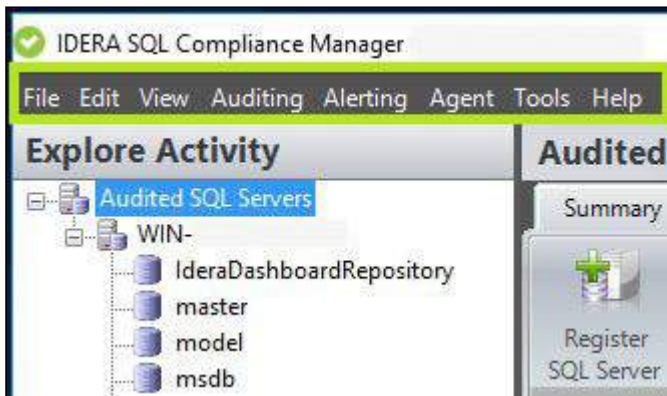 IDERA SQL Compliance Manager
File Edit View Auditing Alerting Agent Tools Help
Explore Activity
Audited SQL Servers
WIN-
IderaDashboardRepository
master
model
msdb
Audited
Summary
Register
SQL Server